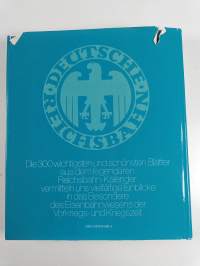 DEUTSCHE
REICHSBAHN
Die 300 wichtigsten und schönsten Blätter
aus dem legendären
Reichsbahn-Kalender
vermitteln uns vielfältige Einblicke
in das Besondere
des Eisenbahnwesens der
Vorkriegs- und Kriegszeit